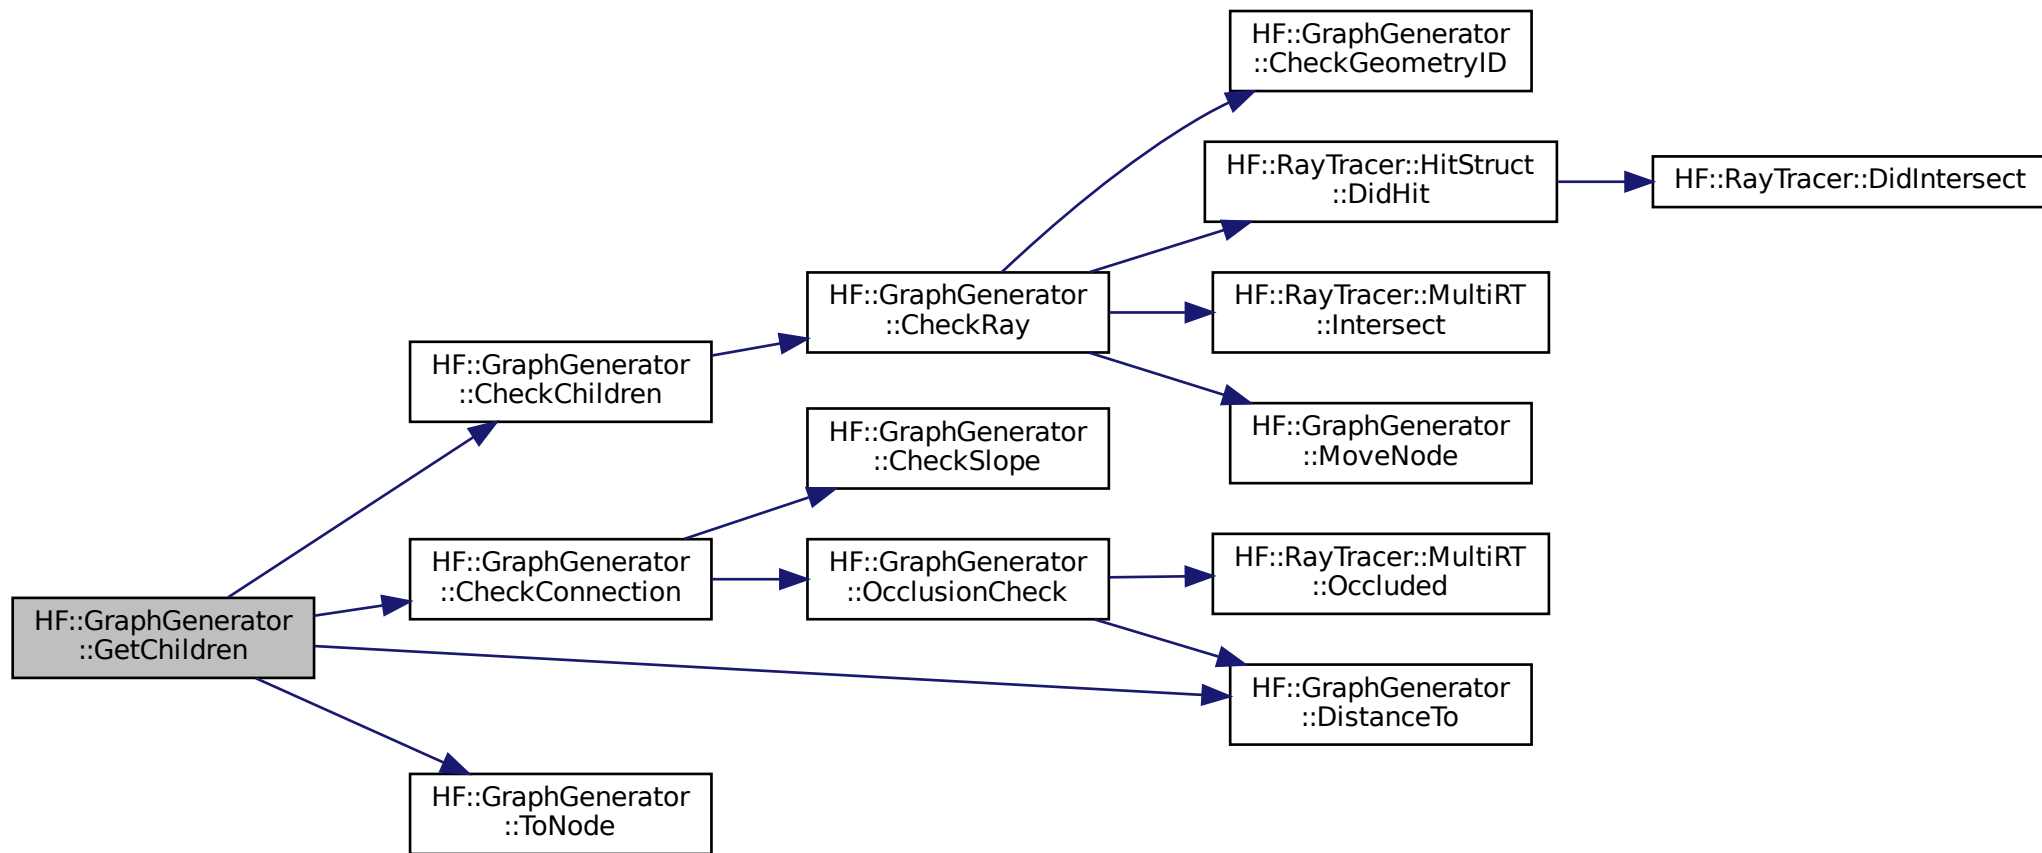 HF::GraphGenerator
::GetChildren
HF::GraphGenerator
::CheckChildren
HF::GraphGenerator
::CheckConnection
HF::GraphGenerator
::ToNode
HF::GraphGenerator
::CheckRay
HF::GraphGenerator
::CheckSlope
HF::GraphGenerator
::OcclusionCheck
HF::GraphGenerator
::CheckGeometryID
HF::RayTracer::HitStruct
::DidHit
HF::RayTracer::MultiRT
::Intersect
HF::GraphGenerator
::MoveNode
HF::RayTracer::MultiRT
::Occluded
HF::GraphGenerator
::DistanceTo
HF::RayTracer::DidIntersect